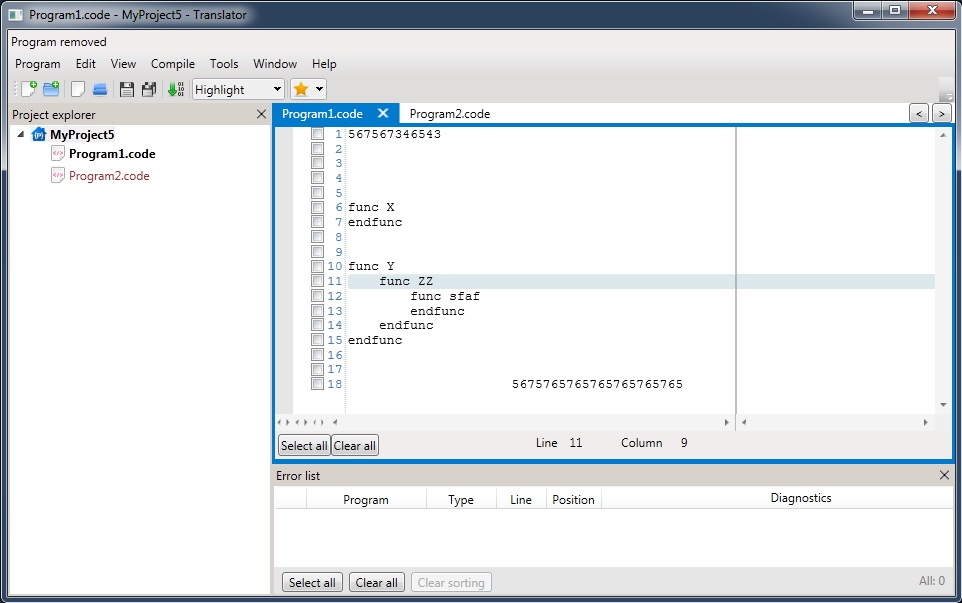 Program1.code - MyProject5 - Translator
Program removed
Program Edit View Compile Tools Window Help
Highlight
Project explorer
MyProject5
Program1.code
Program2.code
Program1.code Program2.code
1 567567346543
2
3
4
5
6 func X
7 endfunc
8
9
10 func Y
11 func ZZ
12 func sfaf
13 endfunc
14 endfunc
15 endfunc
16
17
18 5675765765765765765765
Select all Clear all Line 11 Column 9
Error list
Program Type Line Position Diagnostics
Select all Clear all Clear sorting All: 0